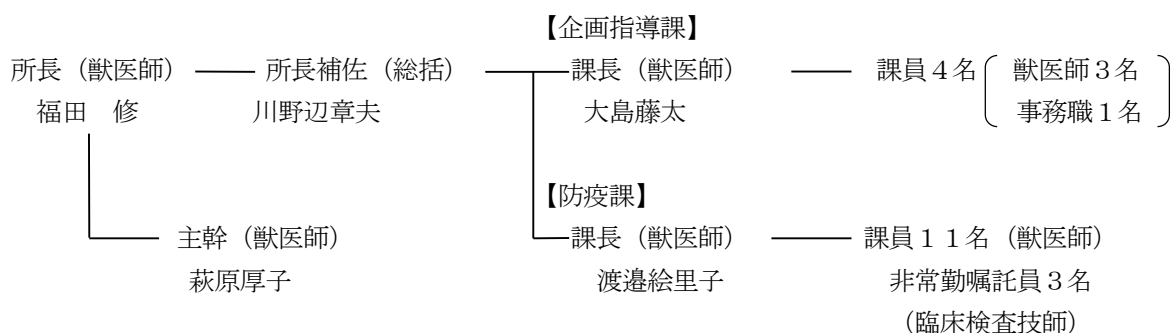 【企画指導課】
所長（獣医師） 所長補佐（総括） 課長（獣医師） 課員４名 獣医師３名
福田　修 川野辺章夫 大島藤太 事務職１名
【防疫課】
主幹（獣医師） 課長（獣医師） 課員１１名（獣医師）
萩原厚子 渡邉絵里子 非常勤嘱託員３名
（臨床検査技師）